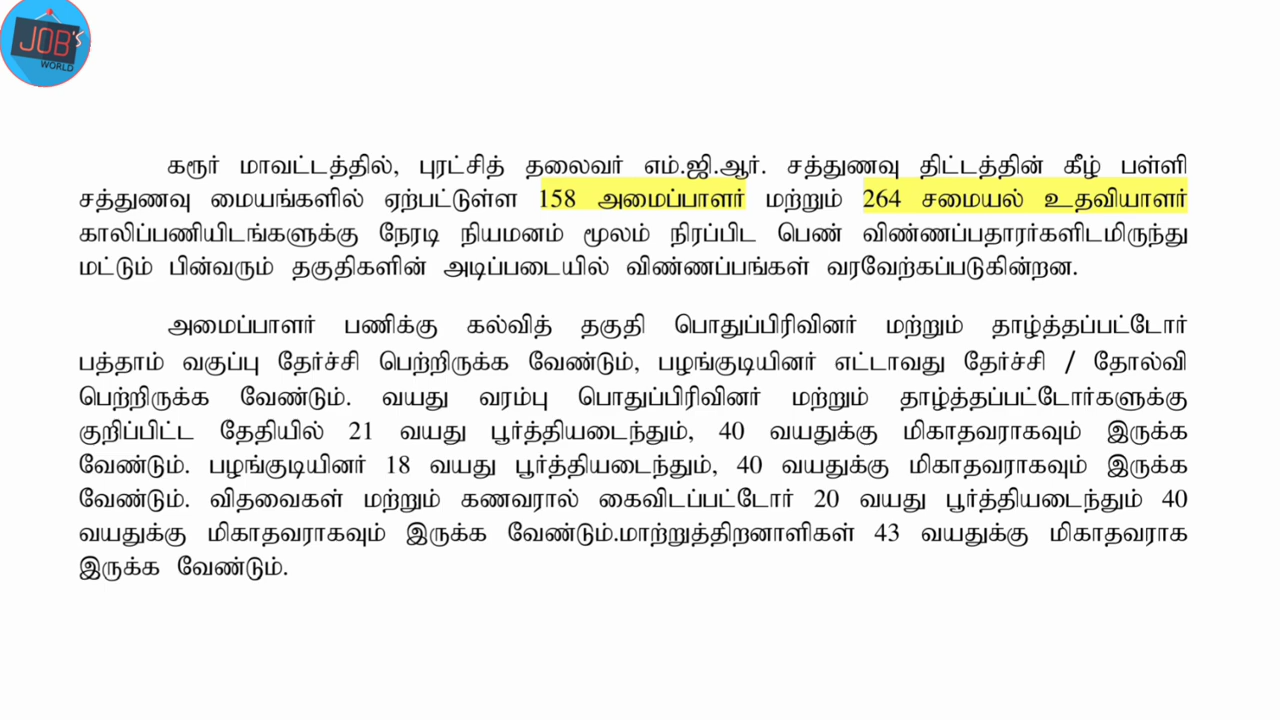 JOB's
WORLD
கரூர் மாவட்டத்தில், புரட்சித் தலைவர் எம்.ஜி.ஆர். சத்துணவு திட்டத்தின் கீழ் பள்ளி
சத்துணவு மையங்களில் ஏற்பட்டுள்ள 158 அமைப்பாளர் மற்றும் 264 சமையல் உதவியாளர்
காலிப்பணியிடங்களுக்கு நேரடி நியமனம் மூலம் நிரப்பிட பெண் விண்ணப்பதாரர்களிடமிருந்து
மட்டும் பின்வரும் தகுதிகளின் அடிப்படையில் விண்ணப்பங்கள் வரவேற்கப்படுகின்றன.
அமைப்பாளர் பணிக்கு கல்வித் தகுதி பொதுப்பிரிவினர் மற்றும் தாழ்த்தப்பட்டோர்
பத்தாம் வகுப்பு தேர்ச்சி பெற்றிருக்க வேண்டும், பழங்குடியினர் எட்டாவது தேர்ச்சி / தோல்வி
பெற்றிருக்க வேண்டும். வயது வரம்பு பொதுப்பிரிவினர் மற்றும் தாழ்த்தப்பட்டோர்களுக்கு
குறிப்பிட்ட தேதியில் 21 வயது பூர்த்தியடைந்தும், 40 வயதுக்கு மிகாதவராகவும் இருக்க
வேண்டும். பழங்குடியினர் 18 வயது பூர்த்தியடைந்தும், 40 வயதுக்கு மிகாதவராகவும் இருக்க
வேண்டும். விதவைகள் மற்றும் கணவரால் கைவிடப்பட்டோர் 20 வயது பூர்த்தியடைந்தும் 40
வயதுக்கு மிகாதவராகவும் இருக்க வேண்டும்.மாற்றுத்திறனாளிகள் 43 வயதுக்கு மிகாதவராக
இருக்க வேண்டும்.